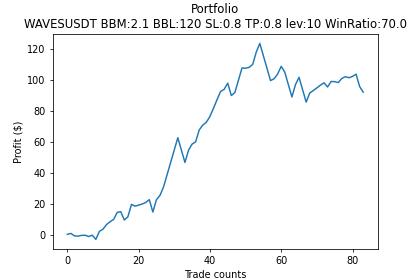 Portfolio
WAVESUSDT BBM:2.1 BBL:120 SL:0.8 TP:0.8 lev:10 WinRatio:70.0
120
100
80
60
40
20
0
Profit ($)
0 20 40 60 80
Trade counts